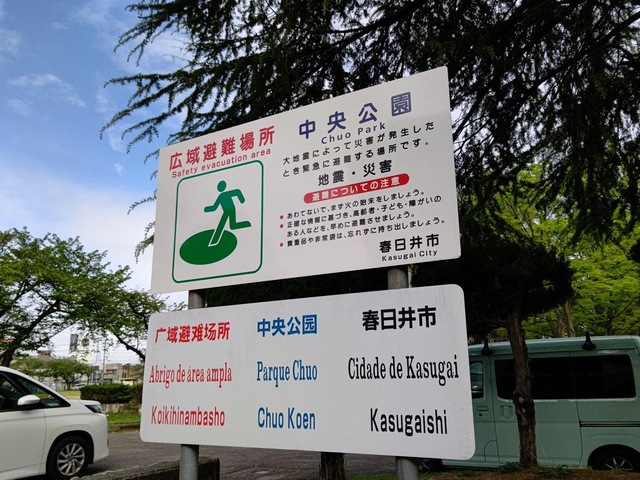 広域避難場所
Safety evacuation area
中央公園
Chuo Park
大地震によって災害が発生した
とき緊急に避難する場所です。
地震・災害
避難についての注意
●あわてないで、まず火の始末をしましょう。
●正確な情報に基づき、高齢者・子ども・障がいの
ある人などを、早めに避難させましょう。
●貴重品や非常袋は、忘れずに持ち出しましょう。
春日井市
Kasugai City
广域避难场所
中央公园
春日井市
Abrigo de área ampla
Parque Chuo
Cidade de Kasugai
Koikihinambasho
Chuo Koen
Kasugaishi